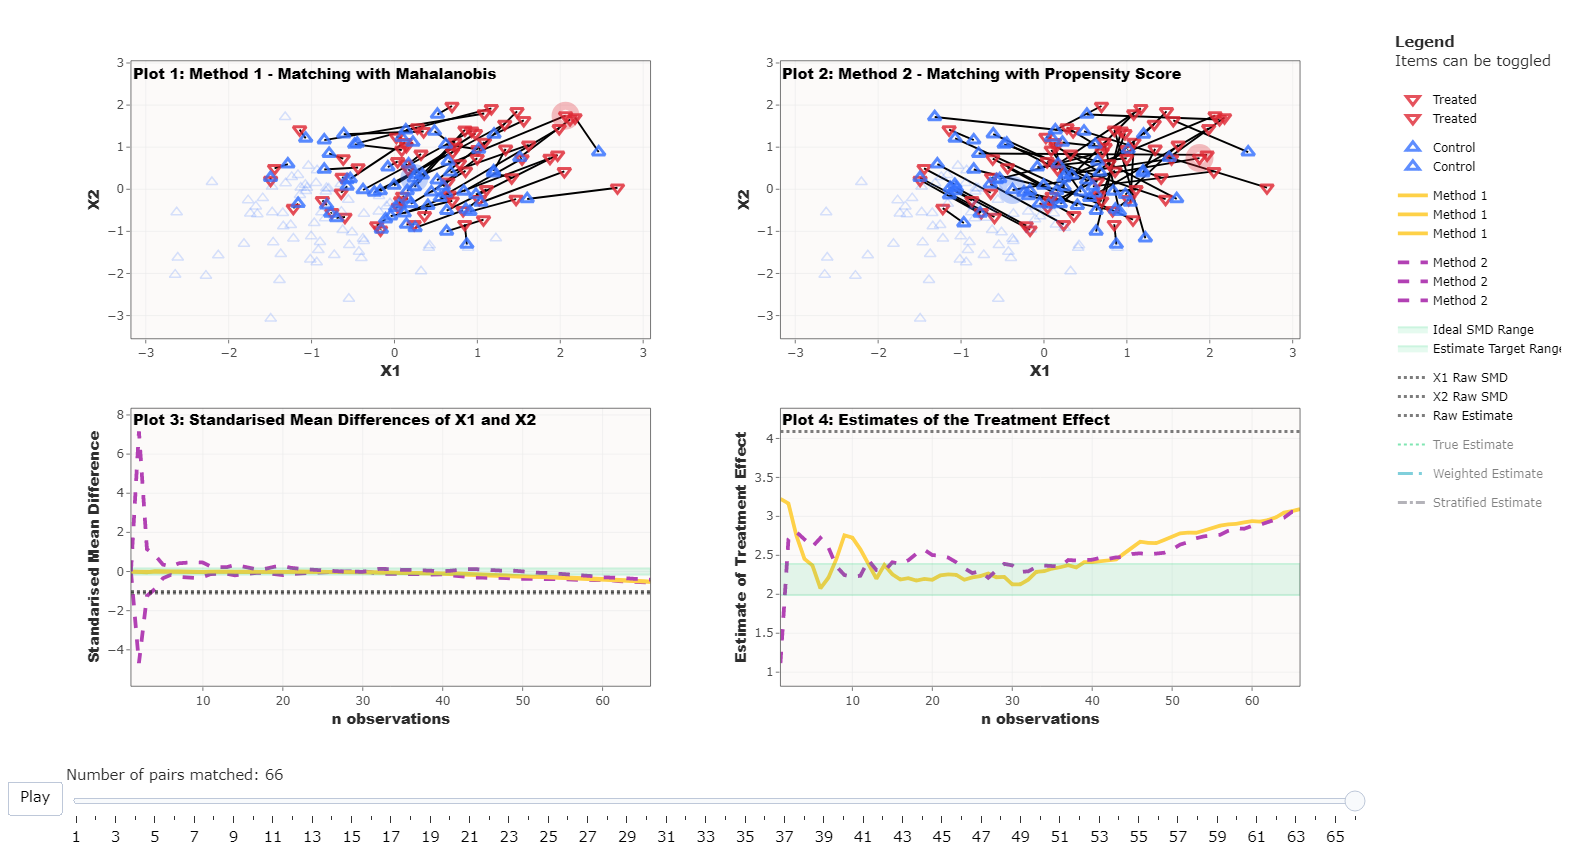 Plot 1: Method 1 - Matching with Mahalanobis
3
2
1
0
−1
−2
−3
X2
−3
−2
−1
0
1
2
3
X1
Plot 2: Method 2 - Matching with Propensity Score
3
2
1
0
−1
−2
−3
X2
−3
−2
−1
0
1
2
3
X1
Legend
Items can be toggled
Treated
Treated
Control
Control
Method 1
Method 1
Method 1
Method 2
Method 2
Method 2
Ideal SMD Range
Estimate Target Range
X1 Raw SMD
X2 Raw SMD
Raw Estimate
True Estimate
Weighted Estimate
Stratified Estimate
Plot 3: Standarised Mean Differences of X1 and X2
8
6
4
2
0
−2
−4
Standarised Mean Difference
10
20
30
40
50
60
n observations
Plot 4: Estimates of the Treatment Effect
4
3.5
3
2.5
2
1.5
1
Estimate of Treatment Effect
10
20
30
40
50
60
n observations
Number of pairs matched: 66
Play
1 3 5 7 9 11 13 15 17 19 21 23 25 27 29 31 33 35 37 39 41 43 45 47 49 51 53 55 57 59 61 63 65